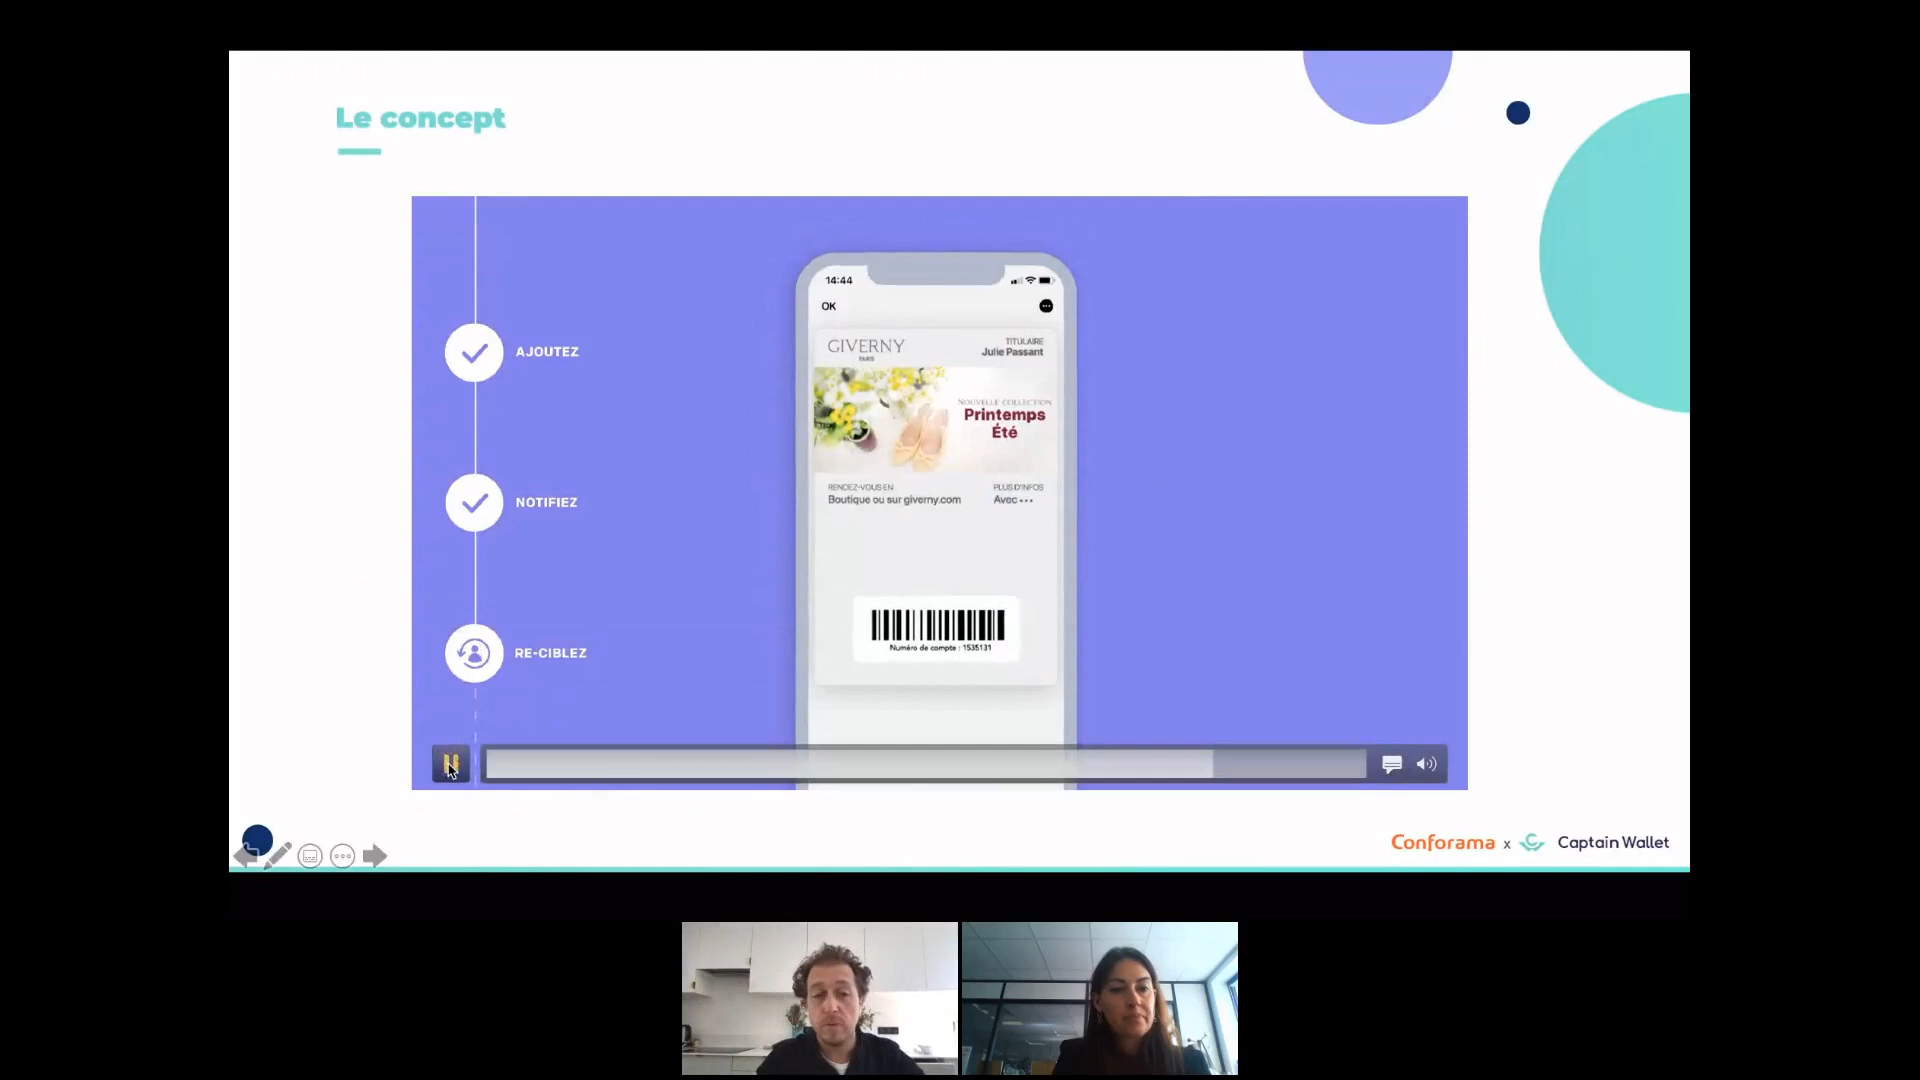 Le concept
14:44
OK
GIVERNY
PARIS
TITULAIRE
Julie Passant
NOUVELLE COLLECTION
Printemps
Été
RENDEZ-VOUS EN
Boutique ou sur giverny.com
PLUS D'INFOS
Avec •••
Numéro de compte : 1535131
AJOUTEZ
NOTIFIEZ
RE-CIBLEZ
Conforama x Captain Wallet